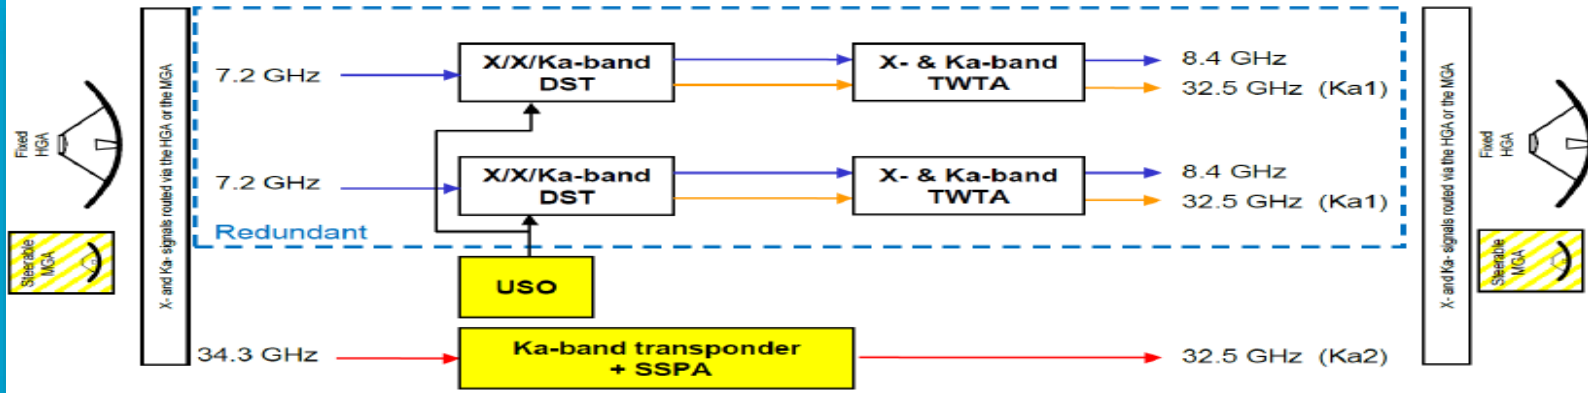 Fixed
HGA
Steerable
MGA
X- and Ka- signals routed via the HGA or the MGA
7.2 GHz
X/X/Ka-band
DST
X- & Ka-band
TWTA
8.4 GHz
32.5 GHz (Ka1)
7.2 GHz
X/X/Ka-band
DST
X- & Ka-band
TWTA
8.4 GHz
32.5 GHz (Ka1)
Redundant
USO
34.3 GHz
Ka-band transponder
+ SSPA
32.5 GHz (Ka2)
X- and Ka- signals routed via the HGA or the MGA
Fixed
HGA
Steerable
MGA